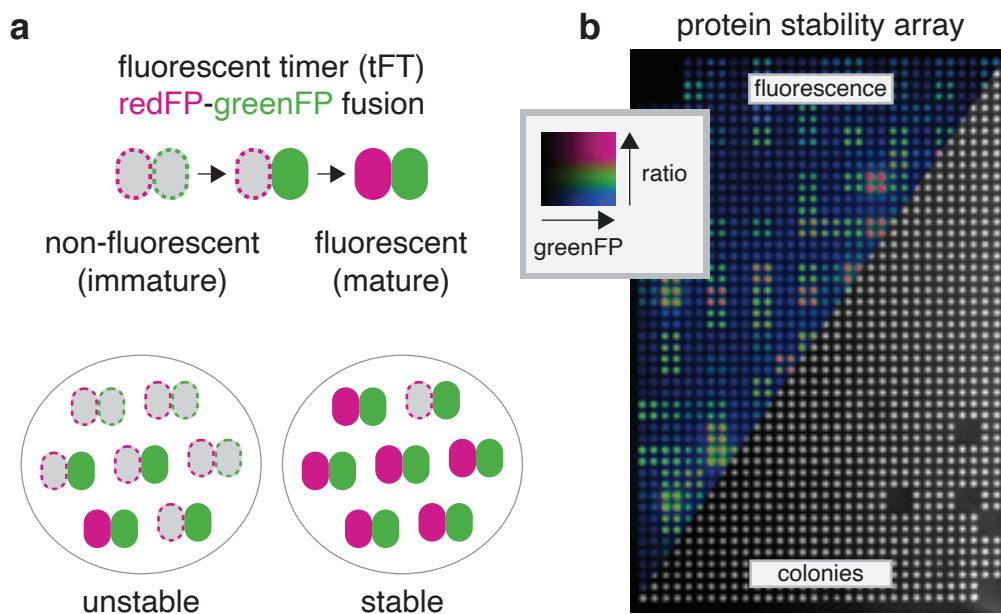 a
fluorescent timer (tFT)
redFP-greenFP fusion
non-fluorescent
(immature)
fluorescent
(mature)
unstable
stable
b
protein stability array
fluorescence
ratio
greenFP
colonies